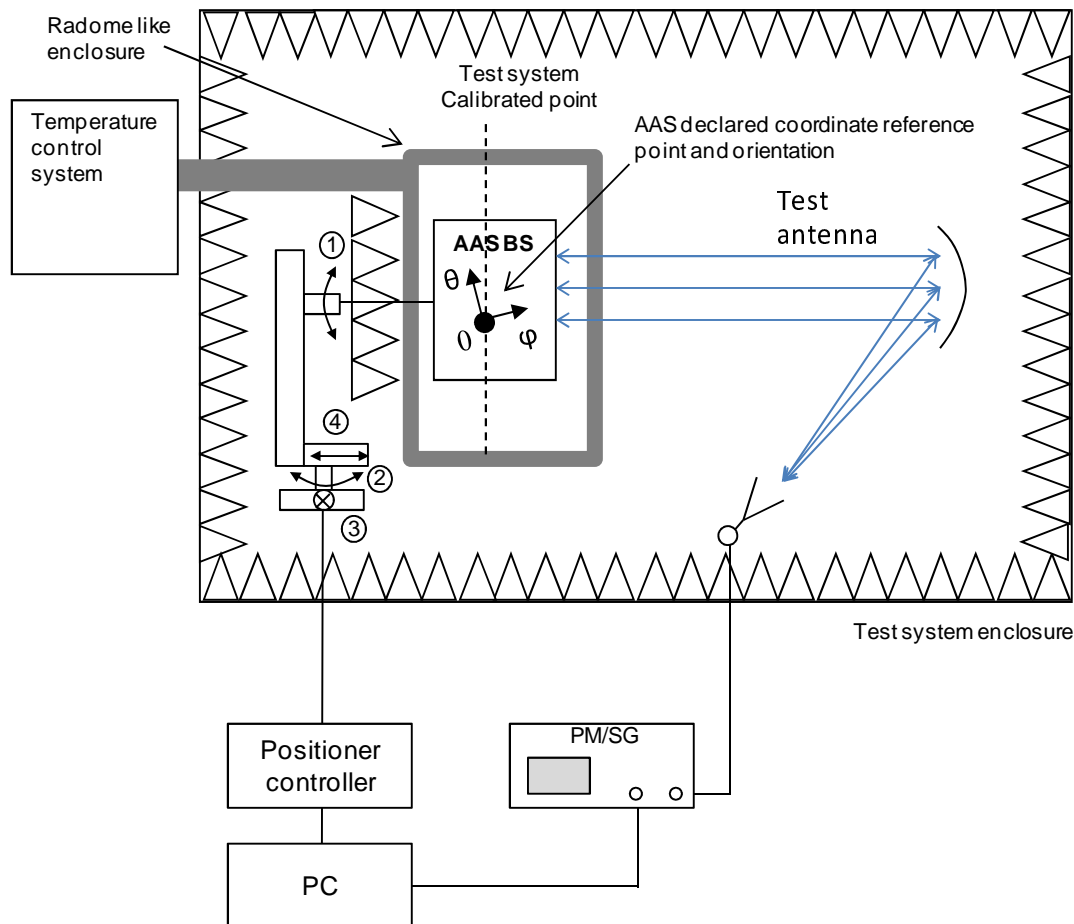 Radome like
enclosure
Test system
Calibrated point
Temperature
control
system
AAS declared coordinate reference
point and orientation
Test
antenna
①
AAS BS
θ
0
φ
④
②
③
Test system enclosure
Positioner
controller
PM/SG
PC